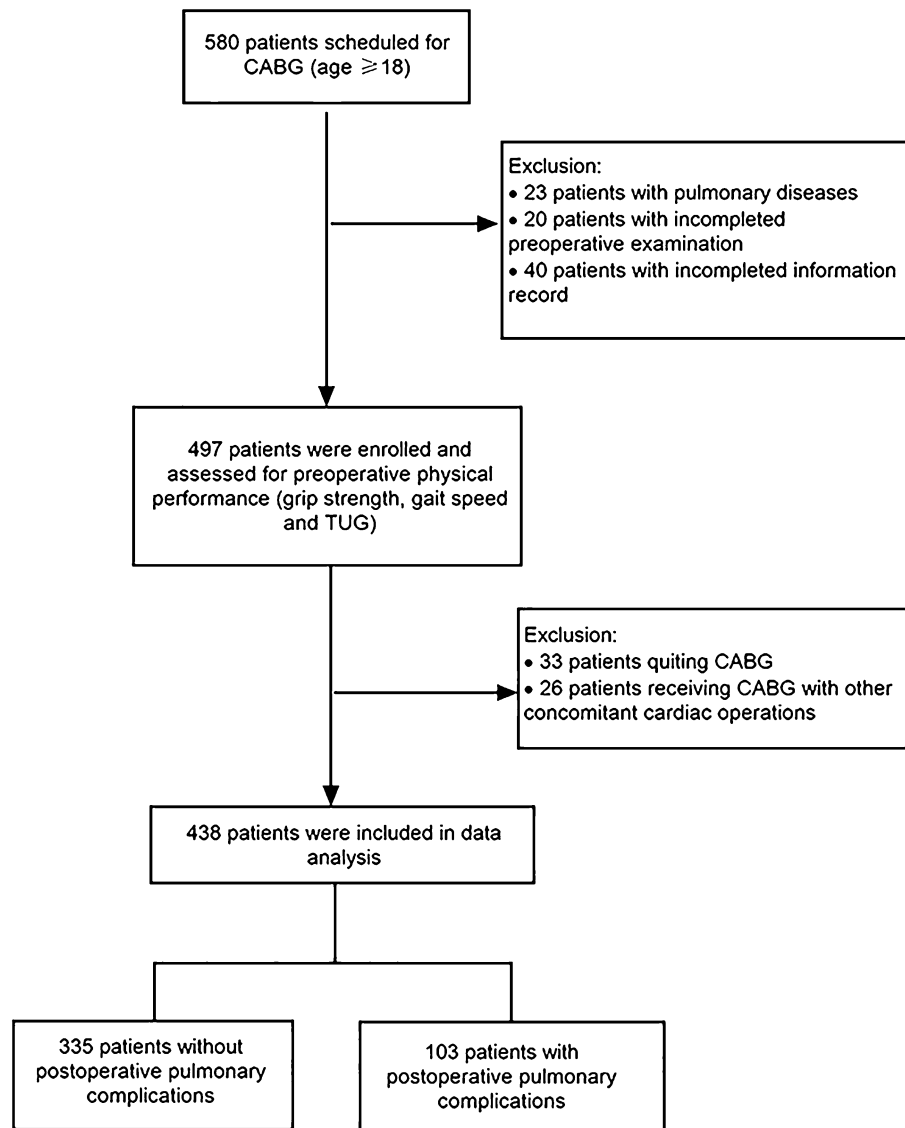 580 patients scheduled for
CABG (age ⩾18)
Exclusion:
• 23 patients with pulmonary diseases
• 20 patients with incompleted
preoperative examination
• 40 patients with incompleted information
record
497 patients were enrolled and
assessed for preoperative physical
performance (grip strength, gait speed
and TUG)
Exclusion:
• 33 patients quiting CABG
• 26 patients receiving CABG with other
concomitant cardiac operations
438 patients were included in data
analysis
335 patients without
postoperative pulmonary
complications
103 patients with
postoperative pulmonary
complications